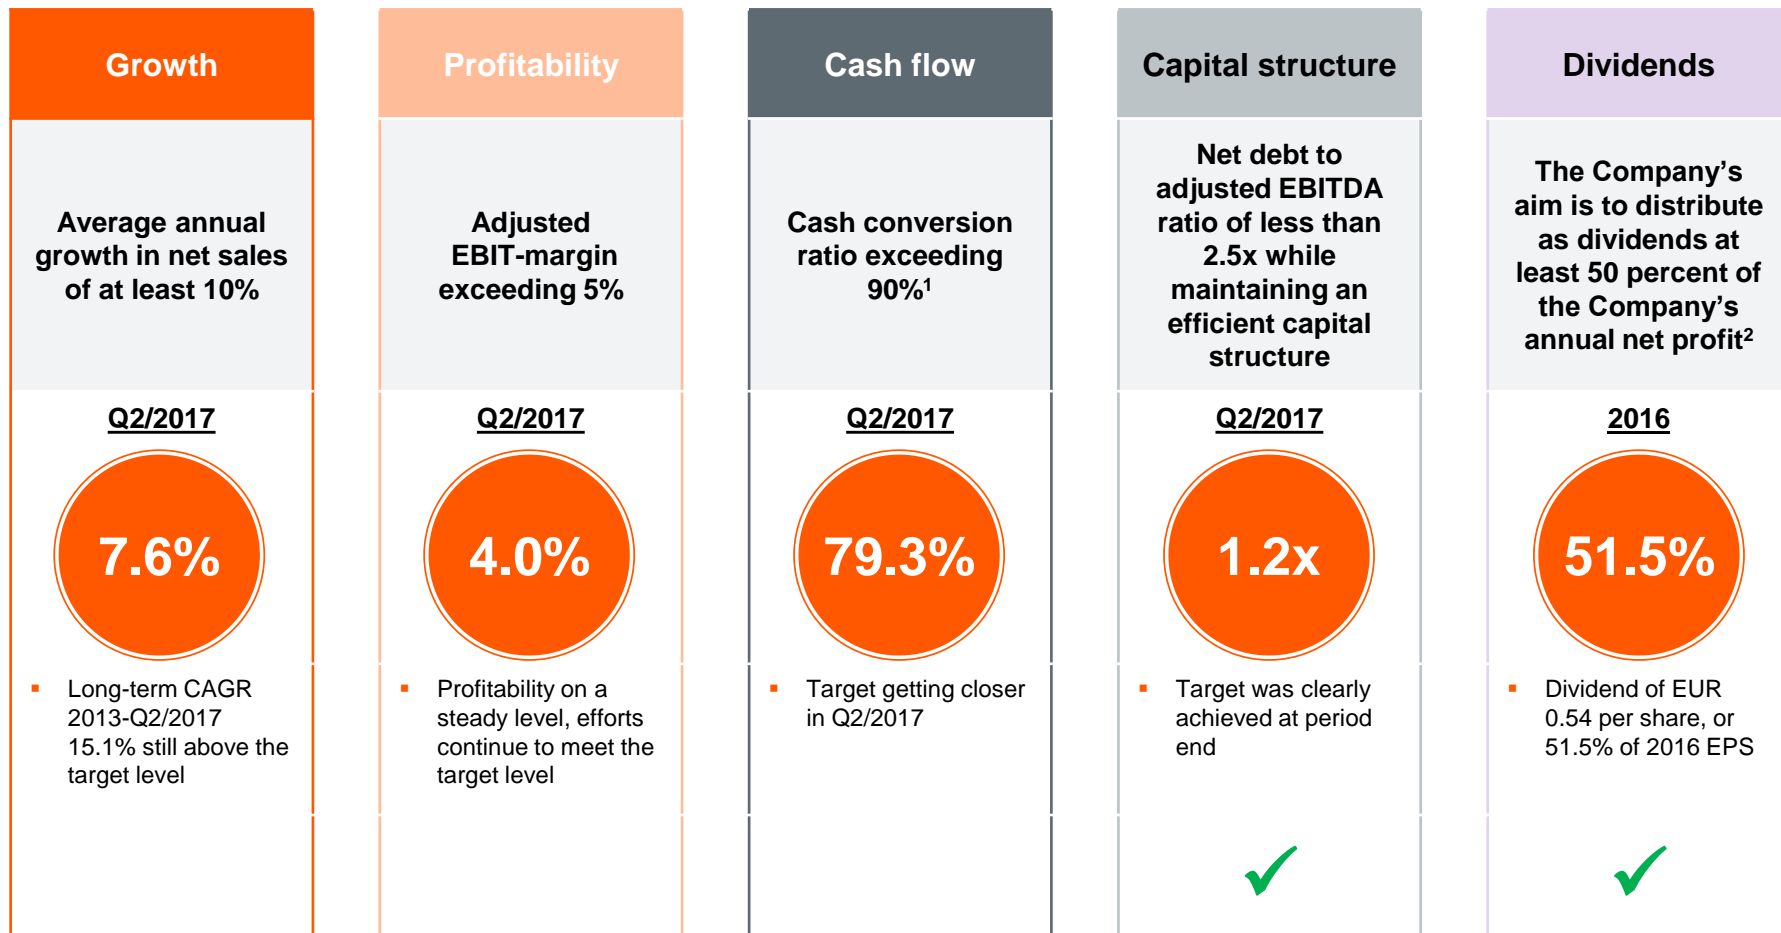 Growth
Average annual
growth in net sales
of at least 10%
Q2/2017
7.6%
▪ Long-term CAGR
2013-Q2/2017
15.1% still above the
target level
Profitability
Adjusted
EBIT-margin
exceeding 5%
Q2/2017
4.0%
▪ Profitability on a
steady level, efforts
continue to meet the
target level
Cash flow
Cash conversion
ratio exceeding
90%¹
Q2/2017
79.3%
▪ Target getting closer
in Q2/2017
Capital structure
Net debt to
adjusted EBITDA
ratio of less than
2.5x while
maintaining an
efficient capital
structure
Q2/2017
1.2x
▪ Target was clearly
achieved at period
end
Dividends
The Company’s
aim is to distribute
as dividends at
least 50 percent of
the Company’s
annual net profit²
2016
51.5%
▪ Dividend of EUR
0.54 per share, or
51.5% of 2016 EPS